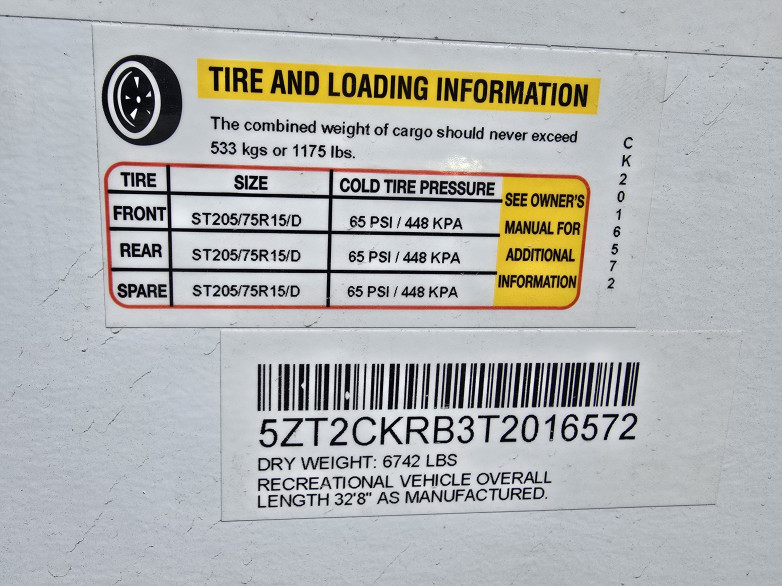 TIRE AND LOADING INFORMATION
The combined weight of cargo should never exceed
533 kgs or 1175 lbs.
TIRE SIZE COLD TIRE PRESSURE
FRONT ST205/75R15/D 65 PSI / 448 KPA
REAR ST205/75R15/D 65 PSI / 448 KPA
SPARE ST205/75R15/D 65 PSI / 448 KPA
SEE OWNER'S
MANUAL FOR
ADDITIONAL
INFORMATION
CK2016572
5ZT2CKRB3T2016572
DRY WEIGHT: 6742 LBS
RECREATIONAL VEHICLE OVERALL
LENGTH 32'8" AS MANUFACTURED.